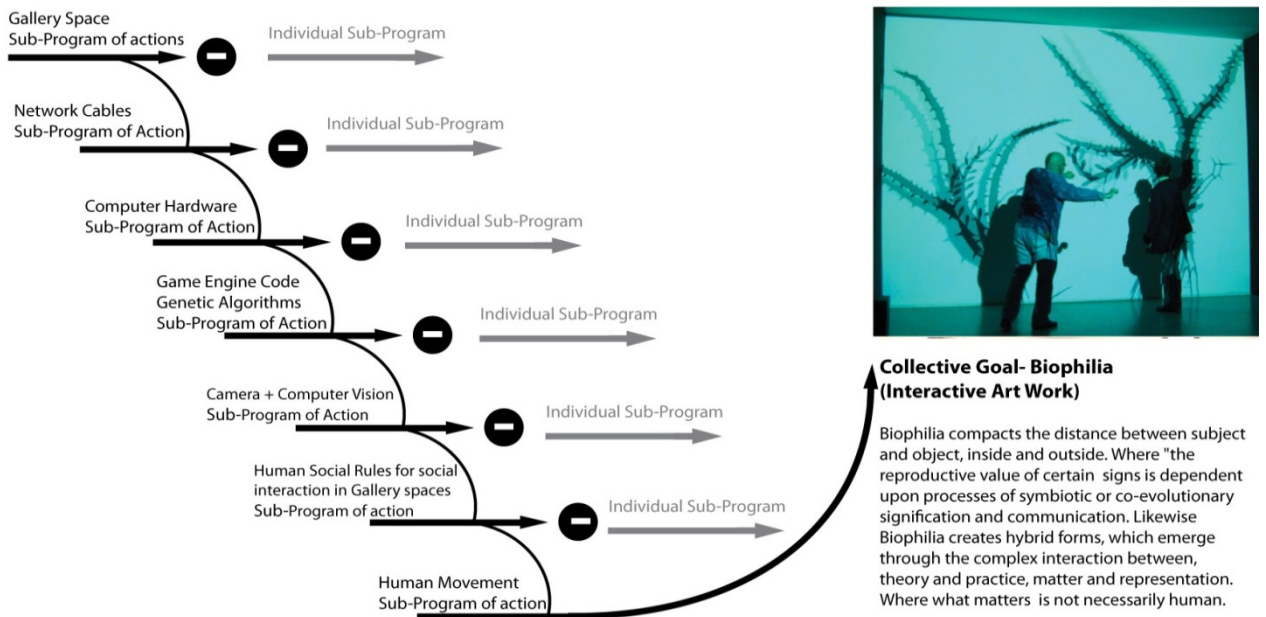 Gallery Space
Sub-Program of actions
Individual Sub-Program
Network Cables
Sub-Program of Action
Individual Sub-Program
Computer Hardware
Sub-Program of Action
Individual Sub-Program
Game Engine Code
Genetic Algorithms
Sub-Program of Action
Individual Sub-Program
Camera + Computer Vision
Sub-Program of Action
Individual Sub-Program
Human Social Rules for social
interaction in Gallery spaces
Sub-Program of action
Individual Sub-Program
Human Movement
Sub-Program of action
Collective Goal- Biophilia
(Interactive Art Work)
Biophilia compacts the distance between subject
and object, inside and outside. Where "the
reproductive value of certain signs is dependent
upon processes of symbiotic or co-evolutionary
signification and communication. Likewise
Biophilia creates hybrid forms, which emerge
through the complex interaction between,
theory and practice, matter and representation.
Where what matters is not necessarily human.